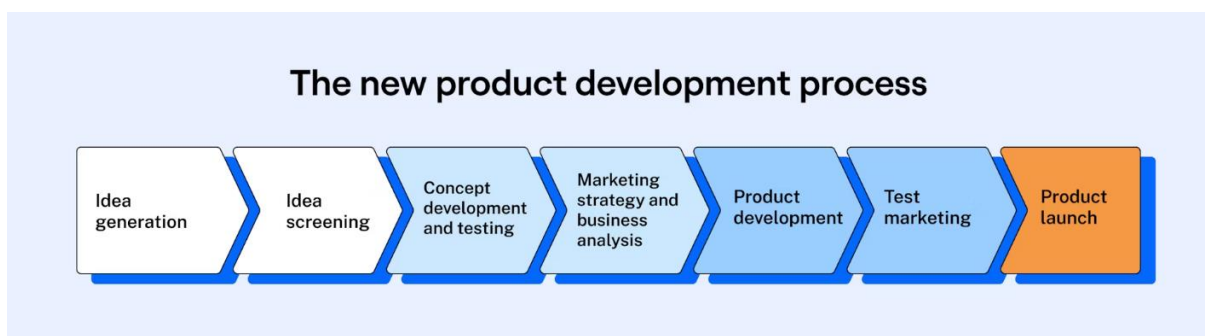 The new product development process
Idea
generation
Idea
screening
Concept
development
and testing
Marketing
strategy and
business
analysis
Product
development
Test
marketing
Product
launch